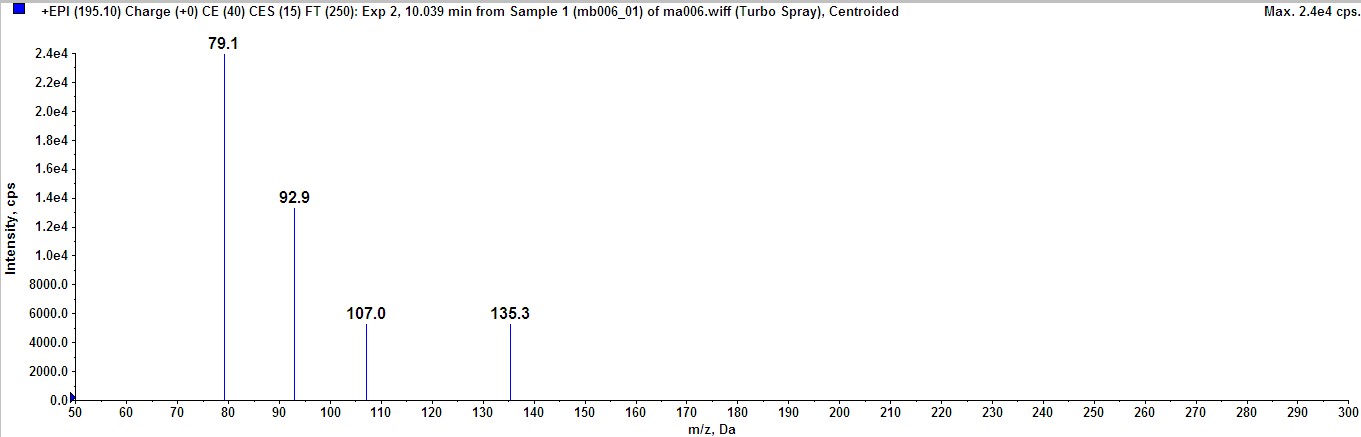 +EPI (195.10) Charge (+0) CE (40) CES (15) FT (250): Exp 2, 10.039 min from Sample 1 (mb006_01) of ma006.wiff (Turbo Spray), Centroided
Max. 2.4e4 cps.
79.1
2.4e4
2.2e4
2.0e4
1.8e4
1.6e4
1.4e4
1.2e4
1.0e4
8000.0
6000.0
4000.0
2000.0
0.0
Intensity, cps
92.9
107.0
135.3
50 60 70 80 90 100 110 120 130 140 150 160 170 180 190 200 210 220 230 240 250 260 270 280 290 300
m/z, Da